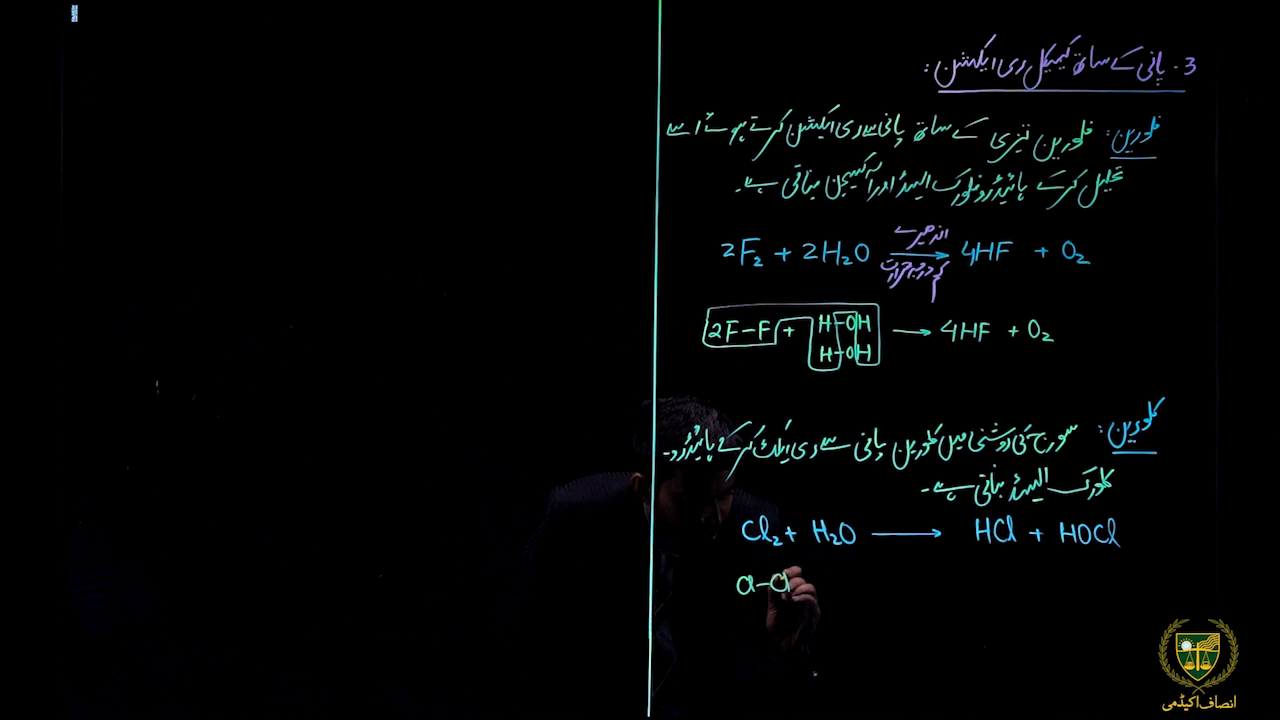 3. پانی کے ساتھ کیمیکل ری ایکشن:
فلورین: فلورین تیزی کے ساتھ پانی سے ری ایکشن کرتے ہوئے اسے
تحلیل کرکے ہائیڈروفلورک ایسڈ اور آکسیجن بناتی ہے۔
اندھیرے
2F₂ + 2H₂O → 4HF + O₂
کم درجہ حرارت
2F–F + H–OH → 4HF + O₂
H–OH
کلورین: سورج کی روشنی میں کلورین پانی سے ری ایکٹ کرکے ہائیڈرو۔
کلورک ایسڈ بناتی ہے۔
Cl₂ + H₂O → HCl + HOCl
Cl–Cl
انصاف اکیڈمی